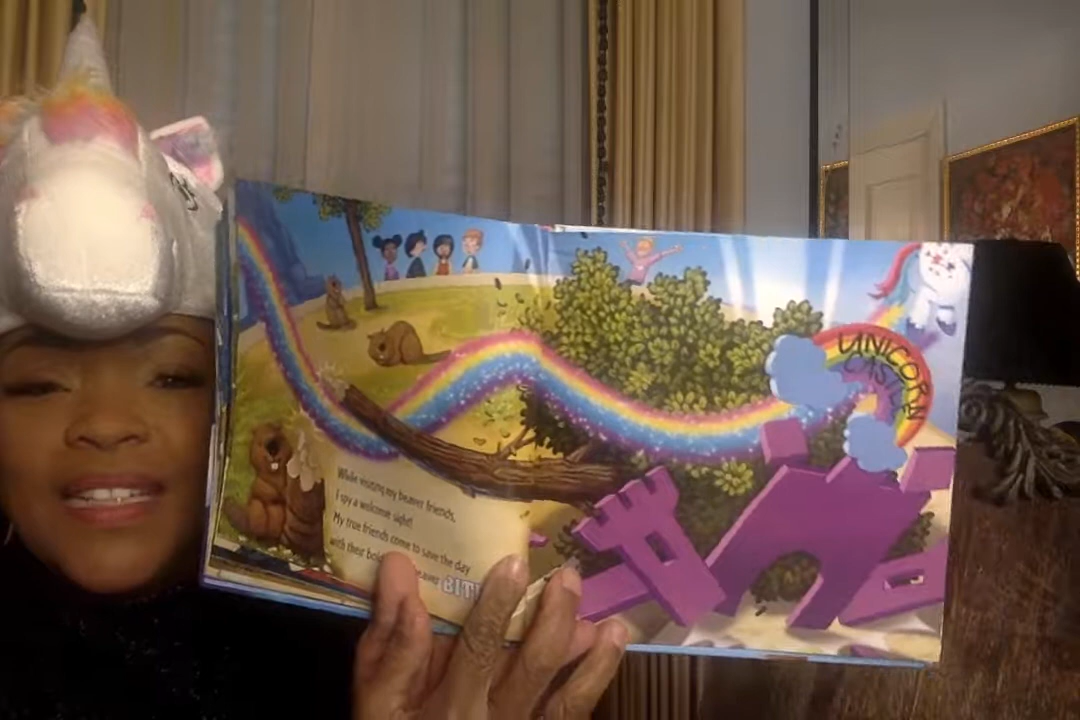 While visiting my beaver friends,
I spy a welcome sight!
My true friends come to save the day
with their
UNICORN
CASTLE